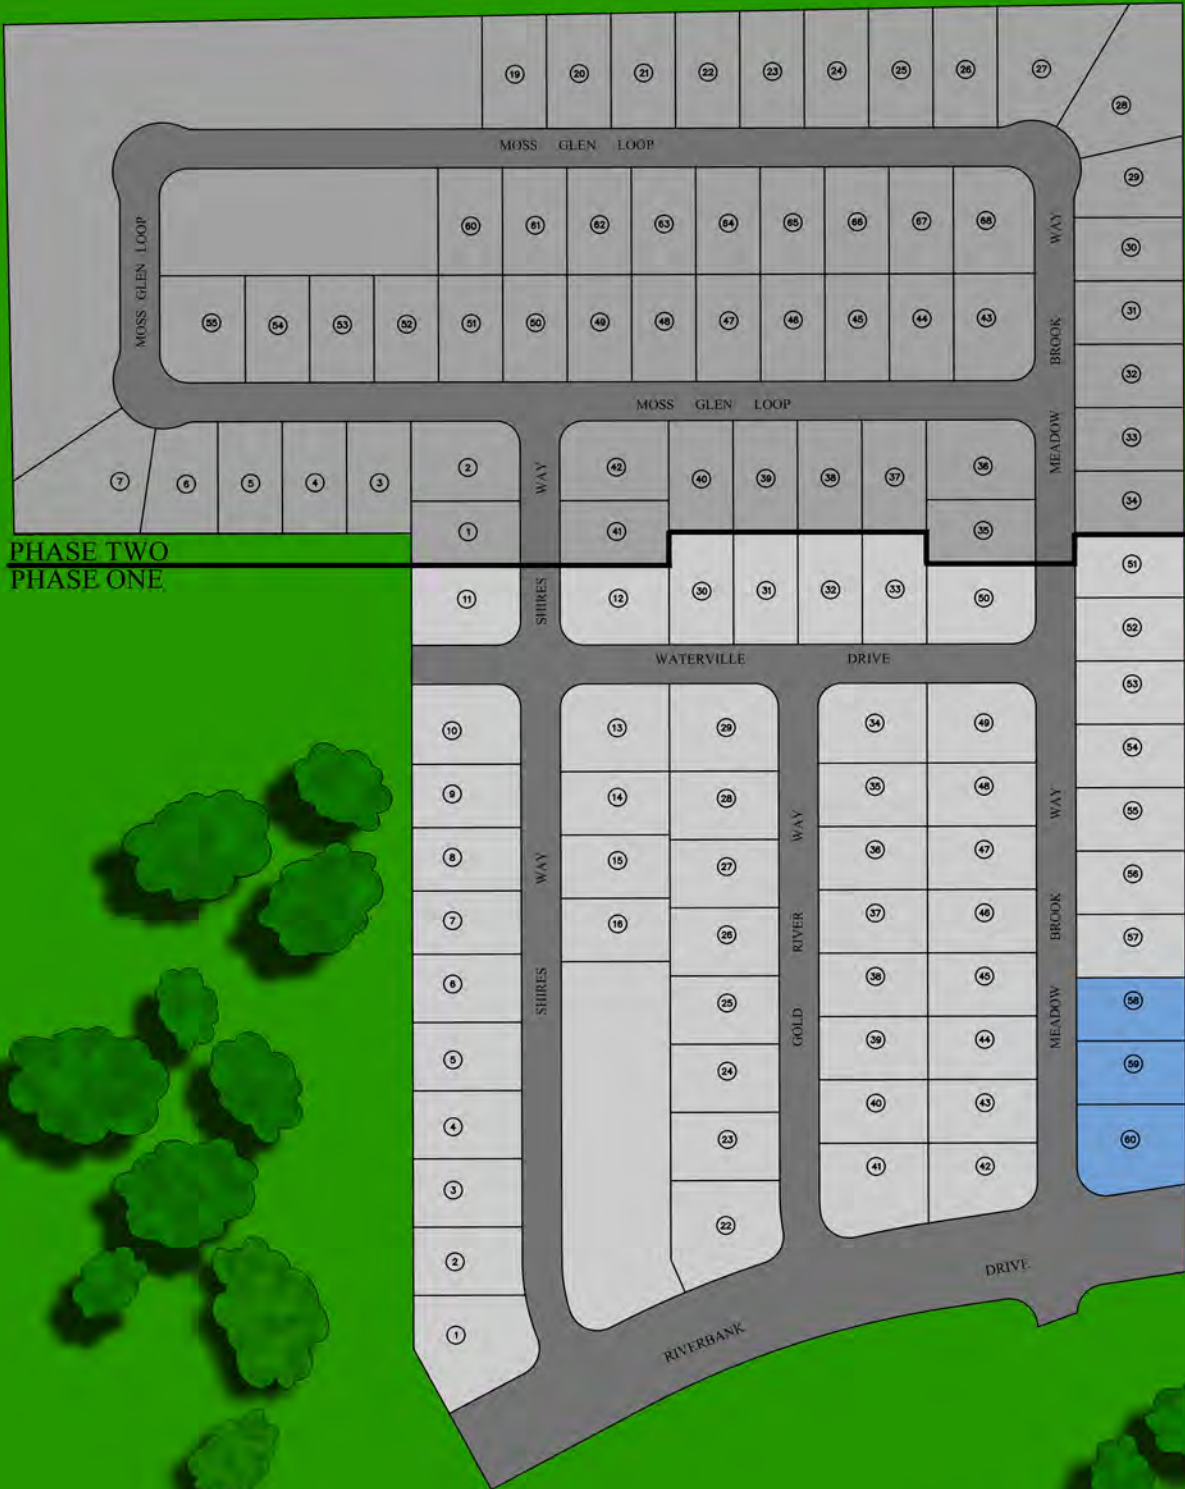 19 20 21 22 23 24 25 26 27
28
MOSS GLEN LOOP
29
60 61 62 63 64 65 66 67 68
WAY
30
MOSS GLEN LOOP
55 54 53 52 51 50 49 48 47 46 45 44 43
31
BROOK
32
MOSS GLEN LOOP
33
MEADOW
7 6 5 4 3 2
WAY
42 40 39 38 37 36
34
1 41 35
PHASE TWO
PHASE ONE
51
11
SHIRES
12 30 31 32 33 50
52
WATERVILLE DRIVE
53
10 13 29 34 49
54
9 14 28 35 48
WAY
WAY
55
8 15 27 36 47
WAY
56
7 16 26 37 46
RIVER
BROOK
57
6 25 38 45
SHIRES
58
GOLD
MEADOW
5 24 39 44
59
4 23 40 43
60
3 41 42
2 22
1
RIVERBANK DRIVE